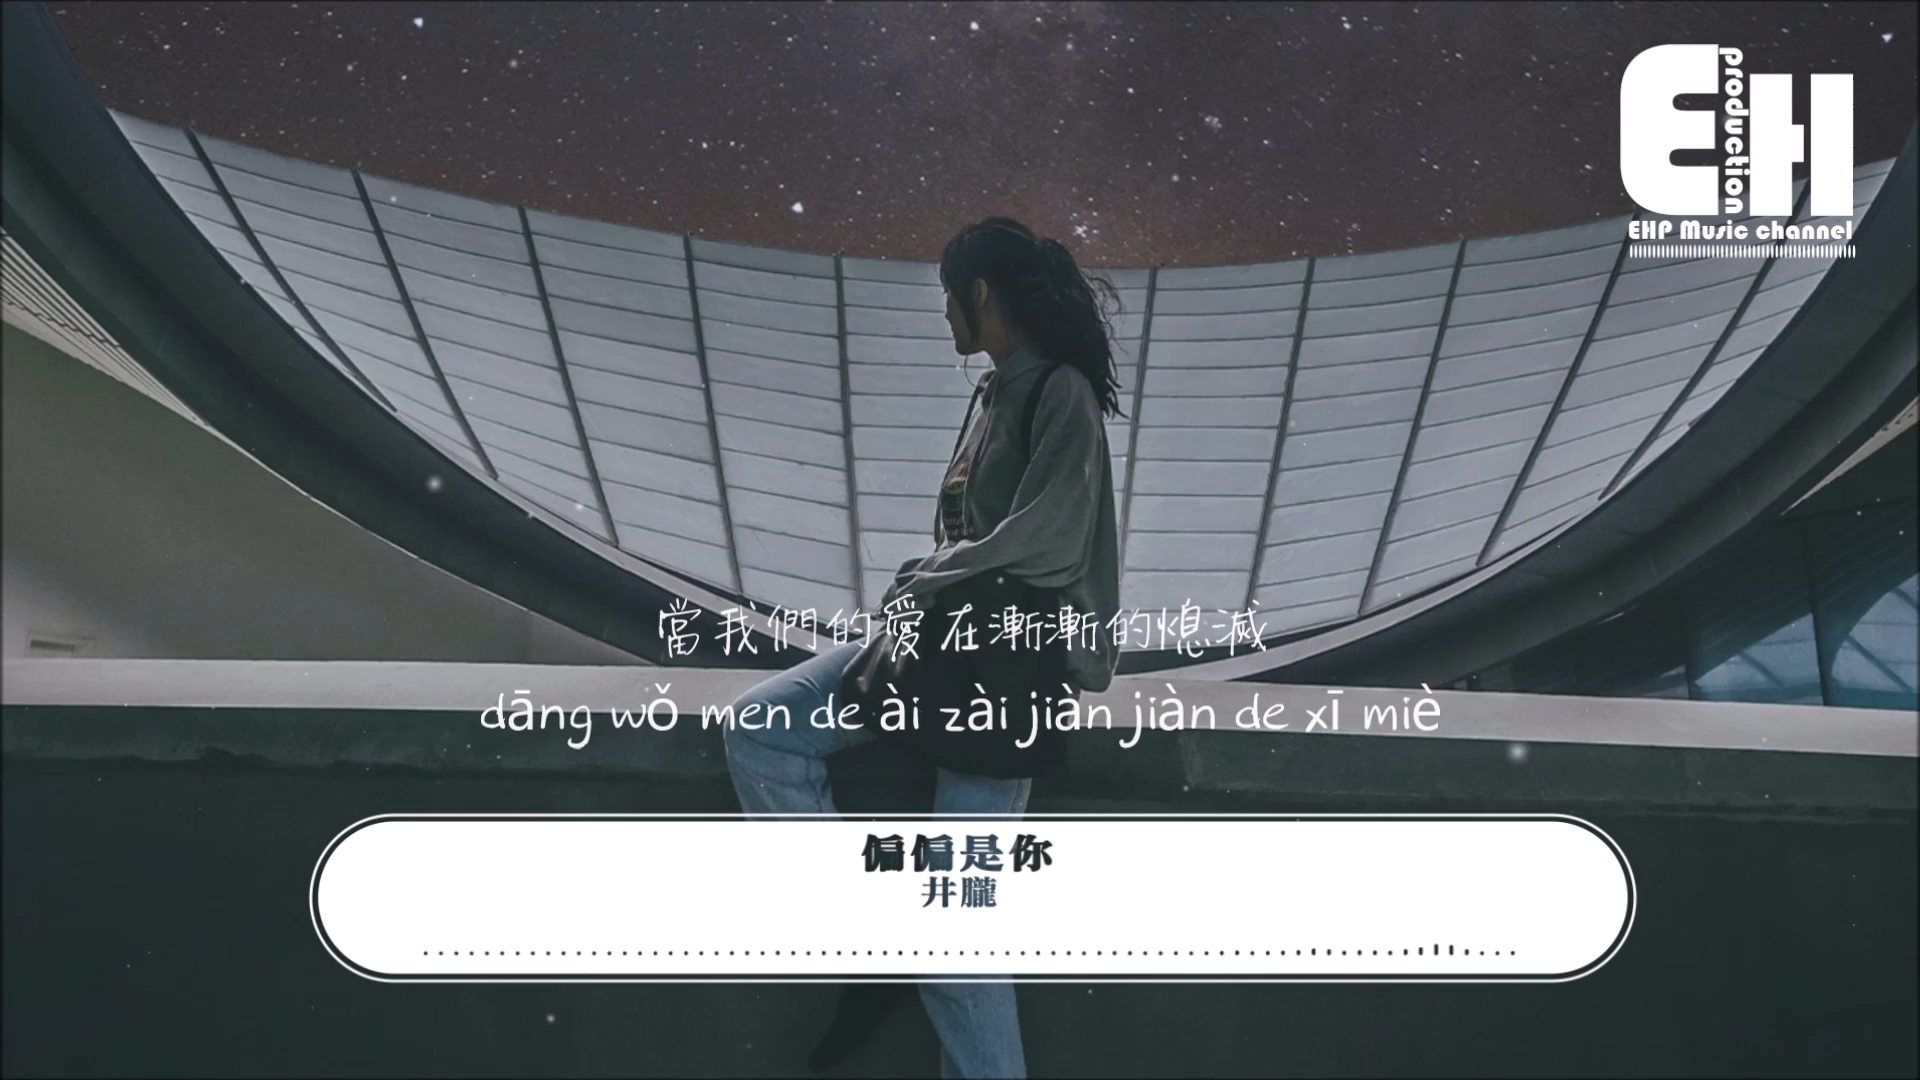 EH
production
EHP Music channel
當我們的愛在漸漸的熄滅
dāng wǒ men de ài zài jiàn jiàn de xī miè
偏偏是你
井朧